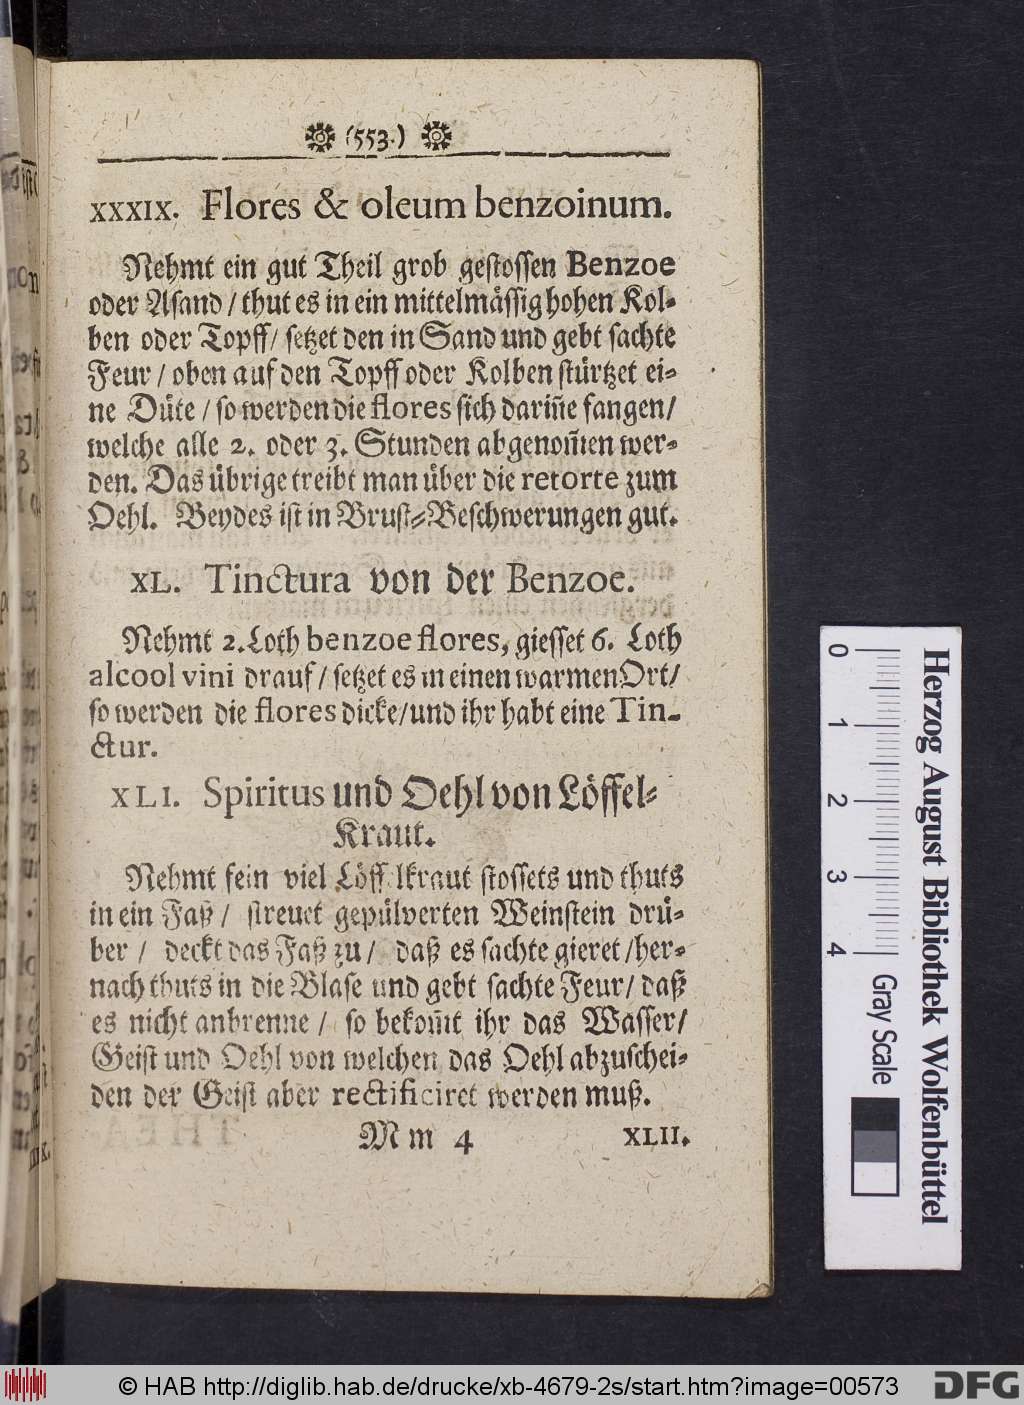 (553.)
XXXIX. Flores & oleum benzoinum.
Nehmt ein gut Theil grob gestossen Benzoe
oder Asand / thut es in ein mittelmässig hohen Kol-
ben oder Topff / setzet den in Sand und gebt sachte
Feur / oben auf den Topff oder Kolben stürtzet ei-
ne Düte / so werden die flores sich dariñe fangen /
welche alle 2. oder 3. Stunden abgenom̃en wer-
den. Das übrige treibt man über die retorte zum
Oehl. Beydes ist in Brust-Beschwerungen gut.
XL. Tinctura von der Benzoe.
Nehmt 2. Loth benzoe flores, giesset 6. Loth
alcool vini drauf / setzet es in einen warmen Ort /
so werden die flores dicke / und ihr habt eine Tin-
ctur.
XLI. Spiritus und Oehl von Löffel-
Kraut.
Nehmt fein viel Löff lkraut stossets und thuts
in ein Faß / streuet gepülverten Weinstein drü-
ber / deckt das Faß zu / daß es sachte gieret / her-
nach thuts in die Blase und gebt sachte Feur / daß
es nicht anbrenne / so bekom̃t ihr das Wasser /
Geist und Oehl von welchen das Oehl abzuschei-
den der Geist aber rectificiret werden muß.
M m 4 XLII.
0 1 2 3 4 Gray Scale
Herzog August Bibliothek Wolfenbüttel
© HAB http://diglib.hab.de/drucke/xb-4679-2s/start.htm?image=00573 DFG